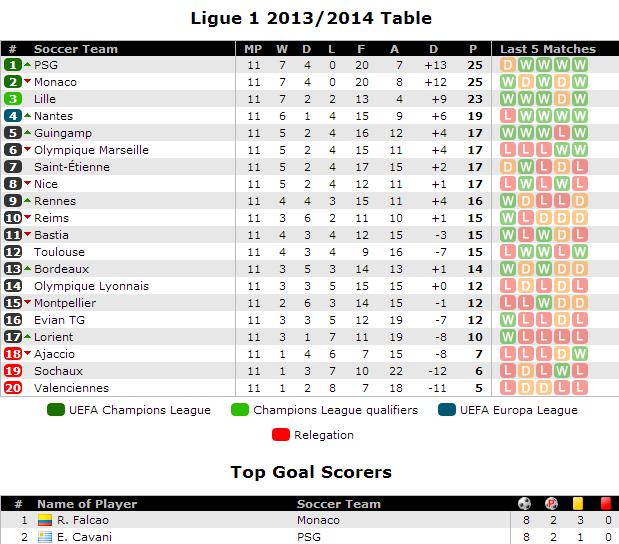 Ligue 1 2013/2014 Table
# Soccer Team MP W D L F A D P Last 5 Matches
1 PSG 11 7 4 0 20 7 +13 25 D W W W W
2 Monaco 11 7 4 0 20 8 +12 25 W D W D W
3 Lille 11 7 2 2 13 4 +9 23 W W W D W
4 Nantes 11 6 1 4 15 9 +6 19 L W W W W
5 Guingamp 11 5 2 4 16 12 +4 17 W W W L W
6 Olympique Marseille 11 5 2 4 15 11 +4 17 L L L W W
7 Saint-Étienne 11 5 2 4 17 15 +2 17 D W L D L
8 Nice 11 5 2 4 12 11 +1 17 L W L W L
9 Rennes 11 4 4 3 15 11 +4 16 W D L L D
10 Reims 11 3 6 2 11 10 +1 15 W L D D D
11 Bastia 11 4 3 4 12 15 -3 15 W L W D L
12 Toulouse 11 4 3 4 9 16 -7 15 L W W L W
13 Bordeaux 11 3 5 3 14 13 +1 14 W D W D D
14 Olympique Lyonnais 11 3 3 5 15 15 +0 12 L D L D L
15 Montpellier 11 2 6 3 14 15 -1 12 L L W D D
16 Evian TG 11 3 3 5 12 19 -7 12 W L L D D
17 Lorient 11 3 1 7 11 19 -8 10 W L L L L
18 Ajaccio 11 1 4 6 7 15 -8 7 L L L D W
19 Sochaux 11 1 3 7 10 22 -12 6 L D L W L
20 Valenciennes 11 1 2 8 7 18 -11 5 L D D L L
UEFA Champions League Champions League qualifiers UEFA Europa League
Relegation
Top Goal Scorers
# Name of Player Soccer Team
1 R. Falcao Monaco 8 2 3 0
2 E. Cavani PSG 8 2 1 0